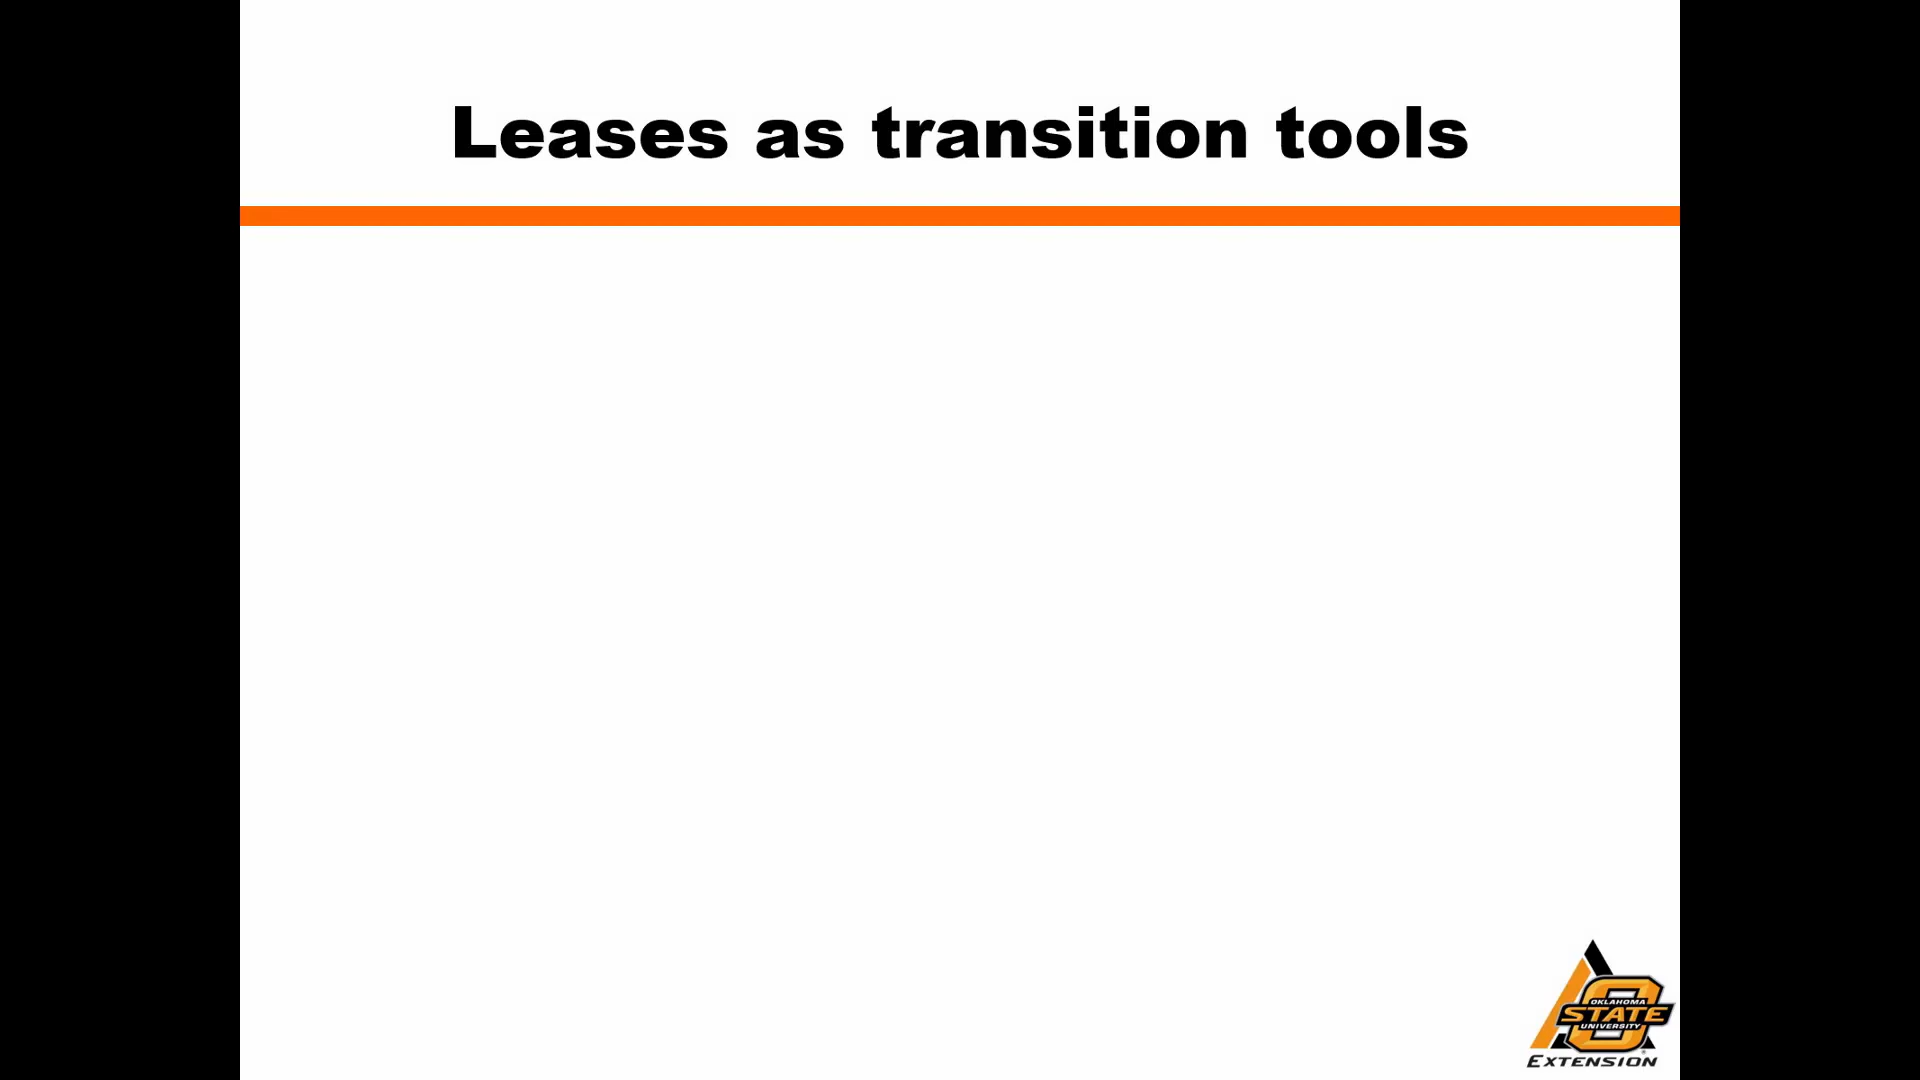 Leases as transition tools
OKLAHOMA
STATE
UNIVERSITY
EXTENSION